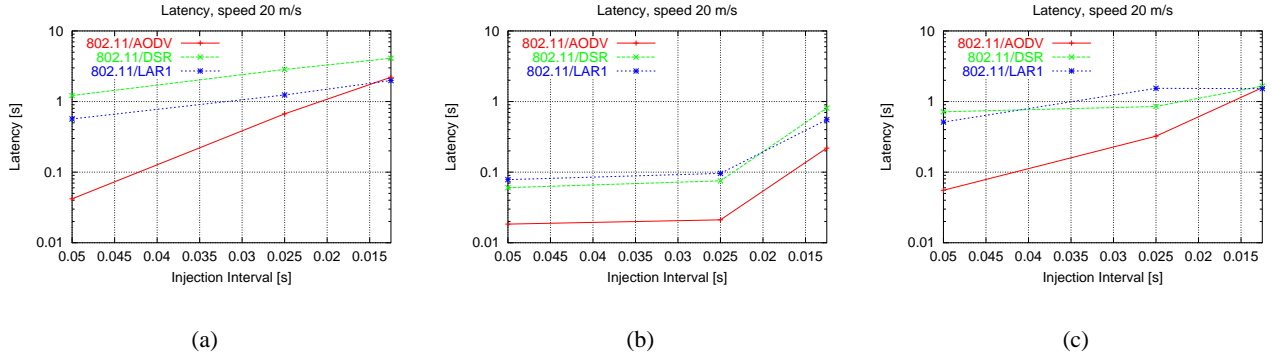 Latency, speed 20 m/s
10
1
0.1
0.01
Latency [s]
802.11/AODV
802.11/DSR
802.11/LAR1
0.05 0.045 0.04 0.035 0.03 0.025 0.02 0.015
Injection Interval [s]
(a)
Latency, speed 20 m/s
10
1
0.1
0.01
Latency [s]
802.11/AODV
802.11/DSR
802.11/LAR1
0.05 0.045 0.04 0.035 0.03 0.025 0.02 0.015
Injection Interval [s]
(b)
Latency, speed 20 m/s
10
1
0.1
0.01
Latency [s]
802.11/AODV
802.11/DSR
802.11/LAR1
0.05 0.045 0.04 0.035 0.03 0.025 0.02 0.015
Injection Interval [s]
(c)